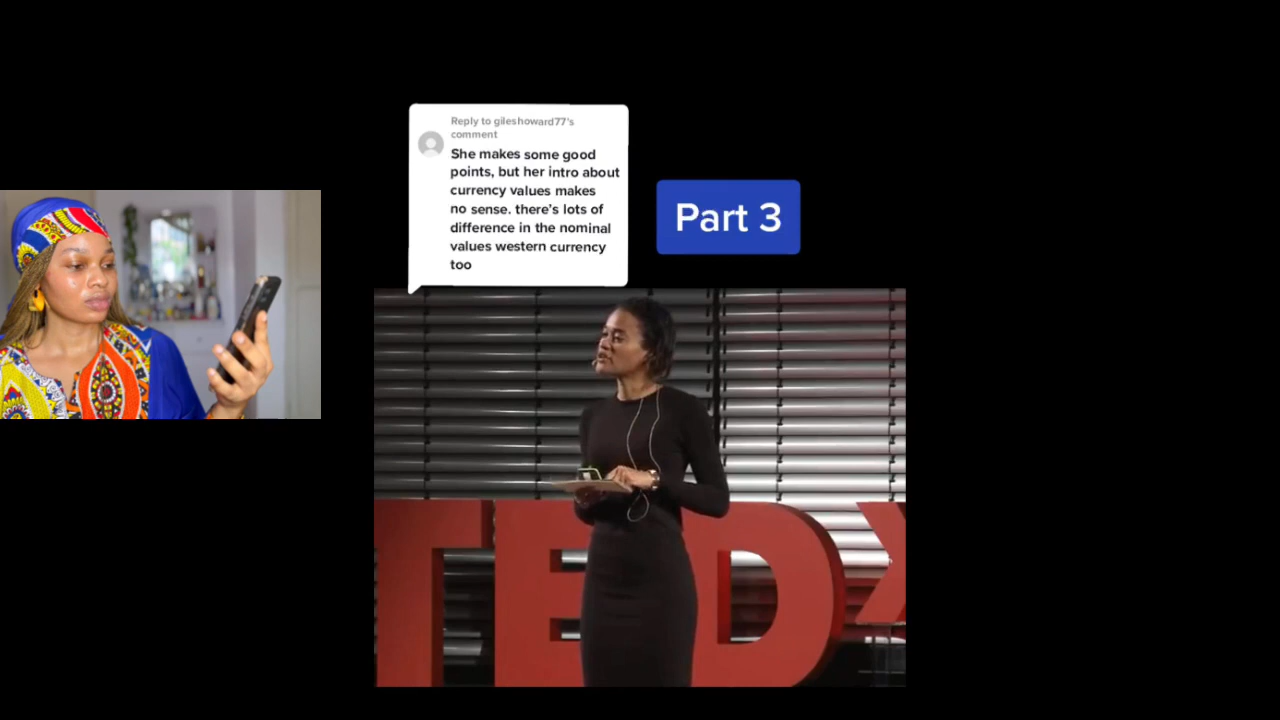 Reply to gileshoward77's
comment
She makes some good
points, but her intro about
currency values makes
no sense. there's lots of
difference in the nominal
values western currency
too
Part 3
TEDx